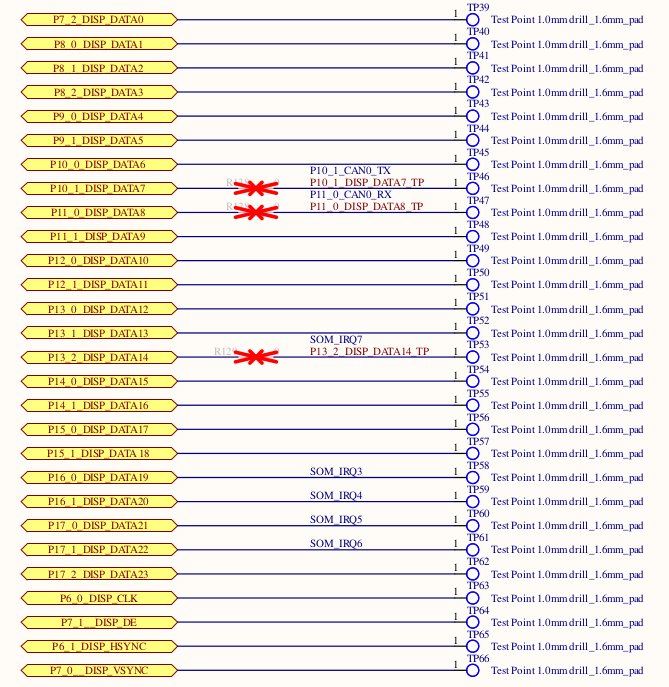 TP39
P7_2_DISP_DATA0 1 Test Point 1.0mm drill_1.6mm_pad
TP40
P8_0_DISP_DATA1 1 Test Point 1.0mm drill_1.6mm_pad
TP41
P8_1_DISP_DATA2 1 Test Point 1.0mm drill_1.6mm_pad
TP42
P8_2_DISP_DATA3 1 Test Point 1.0mm drill_1.6mm_pad
TP43
P9_0_DISP_DATA4 1 Test Point 1.0mm drill_1.6mm_pad
TP44
P9_1_DISP_DATA5 1 Test Point 1.0mm drill_1.6mm_pad
TP45
P10_0_DISP_DATA6 1 Test Point 1.0mm drill_1.6mm_pad
P10_1_CAN0_TX TP46
P10_1_DISP_DATA7 P10_1_DISP_DATA7_TP 1 Test Point 1.0mm drill_1.6mm_pad
P11_0_CAN0_RX TP47
P11_0_DISP_DATA8 P11_0_DISP_DATA8_TP 1 Test Point 1.0mm drill_1.6mm_pad
TP48
P11_1_DISP_DATA9 1 Test Point 1.0mm drill_1.6mm_pad
TP49
P12_0_DISP_DATA10 1 Test Point 1.0mm drill_1.6mm_pad
TP50
P12_1_DISP_DATA11 1 Test Point 1.0mm drill_1.6mm_pad
TP51
P13_0_DISP_DATA12 1 Test Point 1.0mm drill_1.6mm_pad
TP52
P13_1_DISP_DATA13 1 Test Point 1.0mm drill_1.6mm_pad
SOM_IRQ7 TP53
P13_2_DISP_DATA14 P13_2_DISP_DATA14_TP 1 Test Point 1.0mm drill_1.6mm_pad
TP54
P14_0_DISP_DATA15 1 Test Point 1.0mm drill_1.6mm_pad
TP55
P14_1_DISP_DATA16 1 Test Point 1.0mm drill_1.6mm_pad
TP56
P15_0_DISP_DATA17 1 Test Point 1.0mm drill_1.6mm_pad
TP57
P15_1_DISP_DATA18 1 Test Point 1.0mm drill_1.6mm_pad
TP58
P16_0_DISP_DATA19 SOM_IRQ3 1 Test Point 1.0mm drill_1.6mm_pad
TP59
P16_1_DISP_DATA20 SOM_IRQ4 1 Test Point 1.0mm drill_1.6mm_pad
TP60
P17_0_DISP_DATA21 SOM_IRQ5 1 Test Point 1.0mm drill_1.6mm_pad
TP61
P17_1_DISP_DATA22 SOM_IRQ6 1 Test Point 1.0mm drill_1.6mm_pad
TP62
P17_2_DISP_DATA23 1 Test Point 1.0mm drill_1.6mm_pad
TP63
P6_0_DISP_CLK 1 Test Point 1.0mm drill_1.6mm_pad
TP64
P7_1__DISP_DE 1 Test Point 1.0mm drill_1.6mm_pad
TP65
P6_1_DISP_HSYNC 1 Test Point 1.0mm drill_1.6mm_pad
TP66
P7_0__DISP_VSYNC 1 Test Point 1.0mm drill_1.6mm_pad